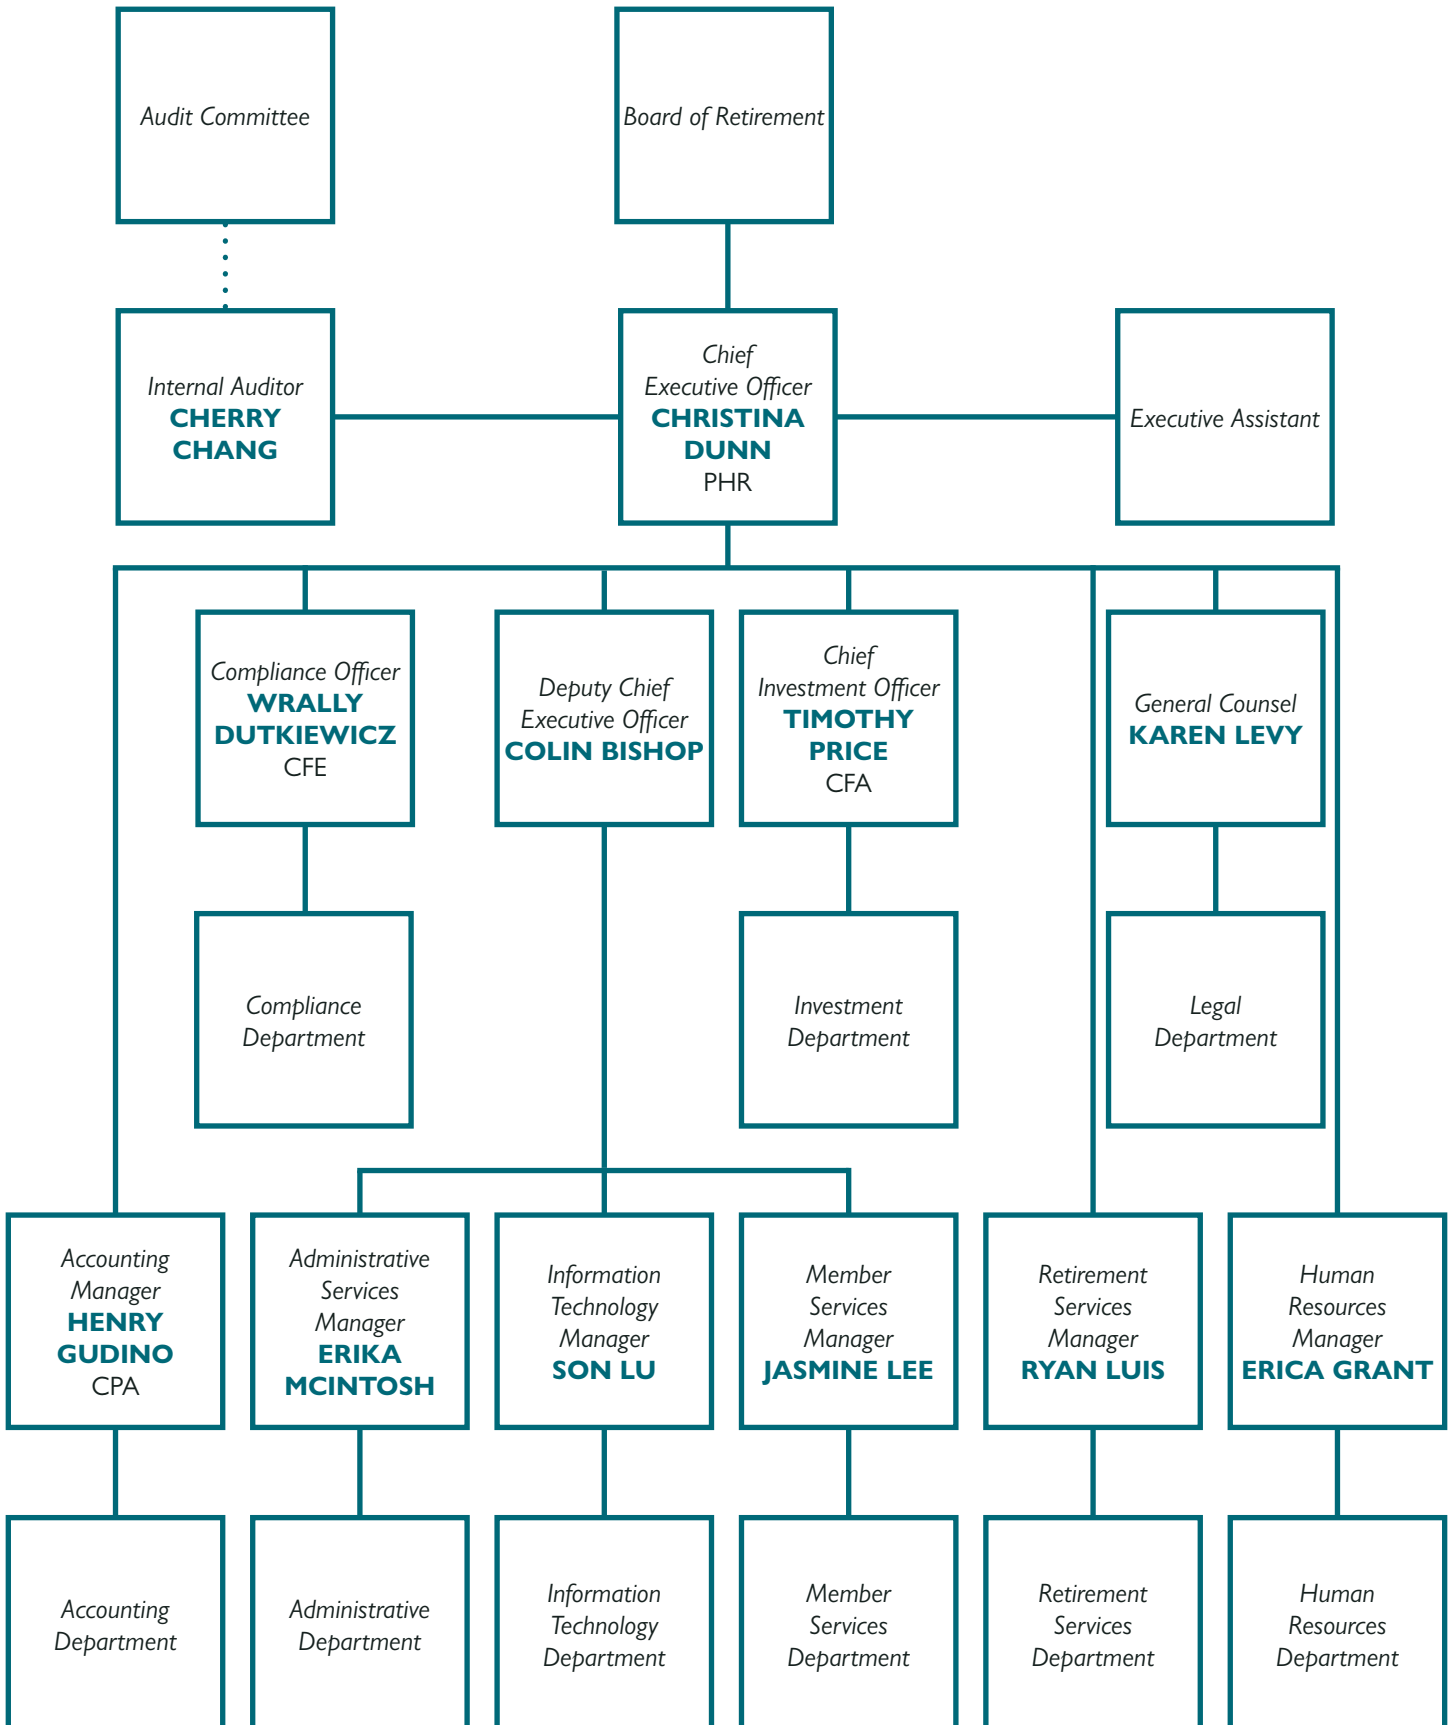 Audit Committee
Board of Retirement
Internal Auditor
CHERRY
CHANG
Chief
Executive Officer
CHRISTINA
DUNN
PHR
Executive Assistant
Compliance Officer
WRALLY
DUTKIEWICZ
CFE
Deputy Chief
Executive Officer
COLIN BISHOP
Chief
Investment Officer
TIMOTHY
PRICE
CFA
General Counsel
KAREN LEVY
Compliance
Department
Investment
Department
Legal
Department
Accounting
Manager
HENRY
GUDINO
CPA
Administrative
Services
Manager
ERIKA
MCINTOSH
Information
Technology
Manager
SON LU
Member
Services
Manager
JASMINE LEE
Retirement
Services
Manager
RYAN LUIS
Human
Resources
Manager
ERICA GRANT
Accounting
Department
Administrative
Department
Information
Technology
Department
Member
Services
Department
Retirement
Services
Department
Human
Resources
Department